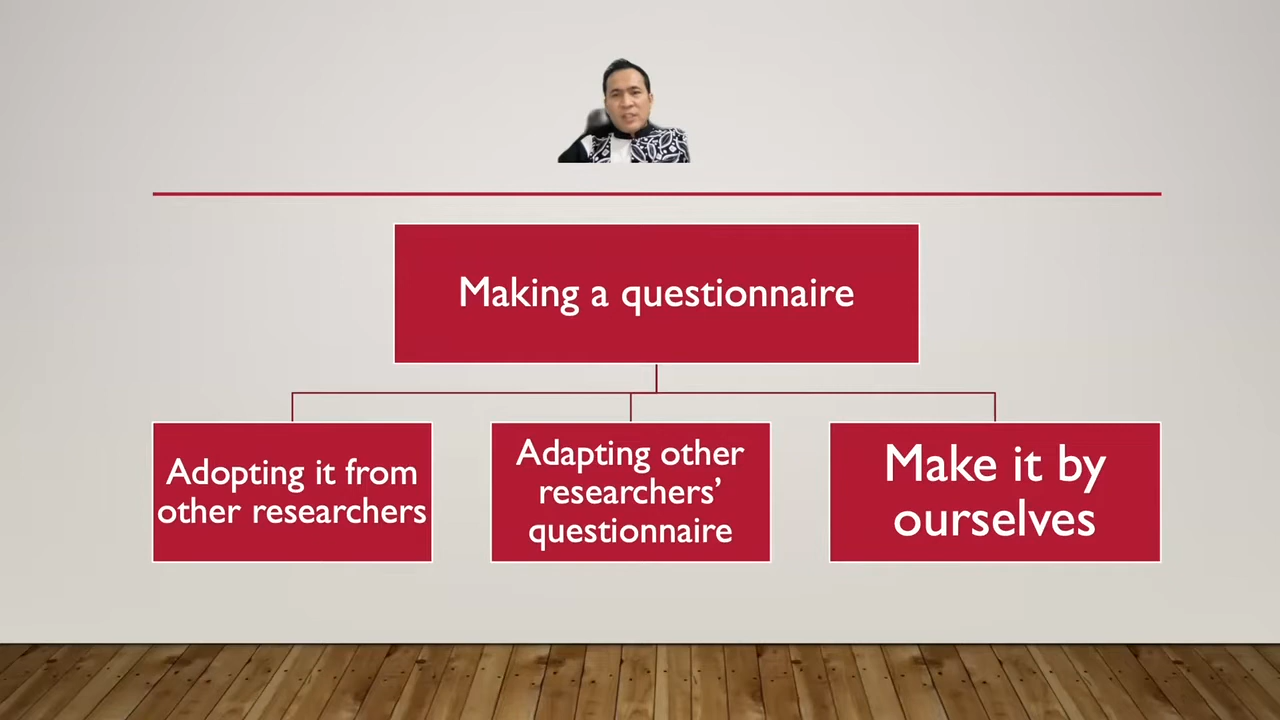 Making a questionnaire
Adopting it from
other researchers
Adapting other
researchers’
questionnaire
Make it by
ourselves